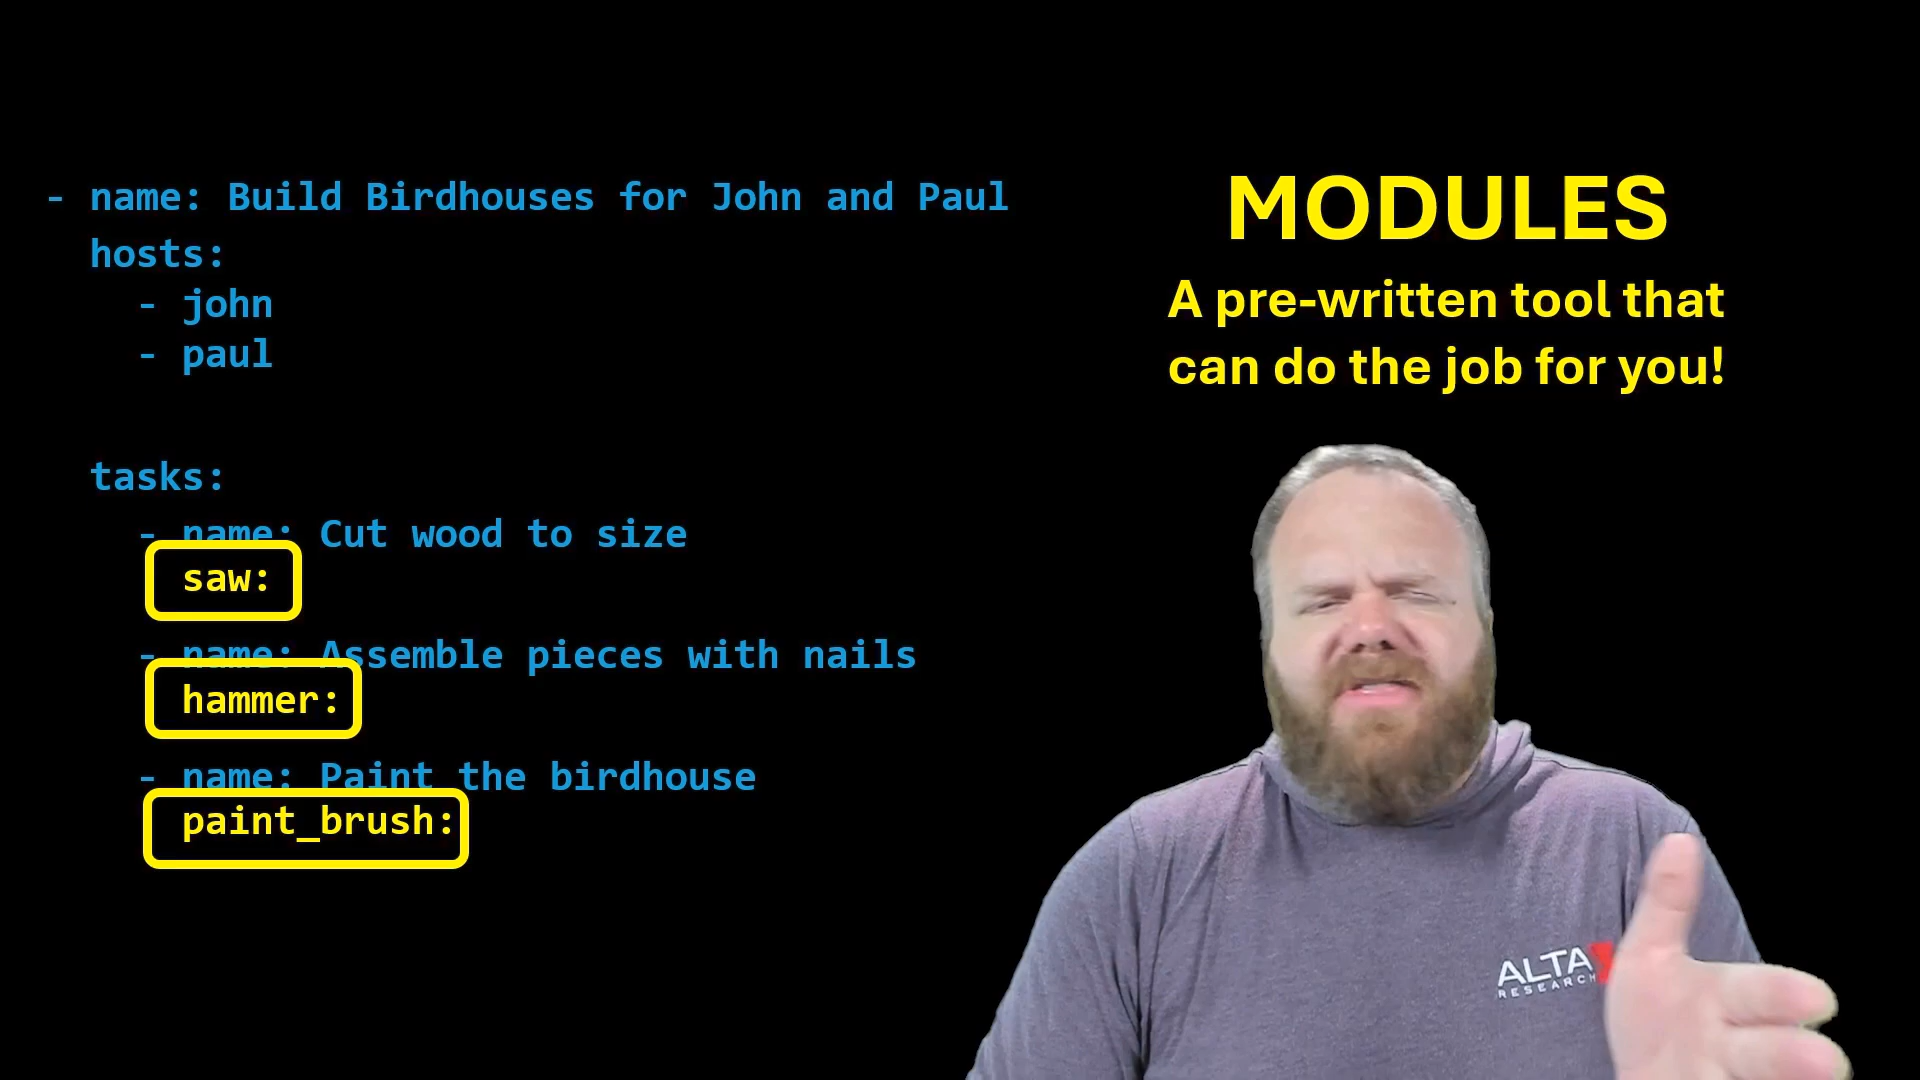 - name: Build Birdhouses for John and Paul
hosts:
- john
- paul
tasks:
- name: Cut wood to size
saw:
- name: Assemble pieces with nails
hammer:
- name: Paint the birdhouse
paint_brush:
MODULES
A pre-written tool that
can do the job for you!
ALTA
RESEARCH